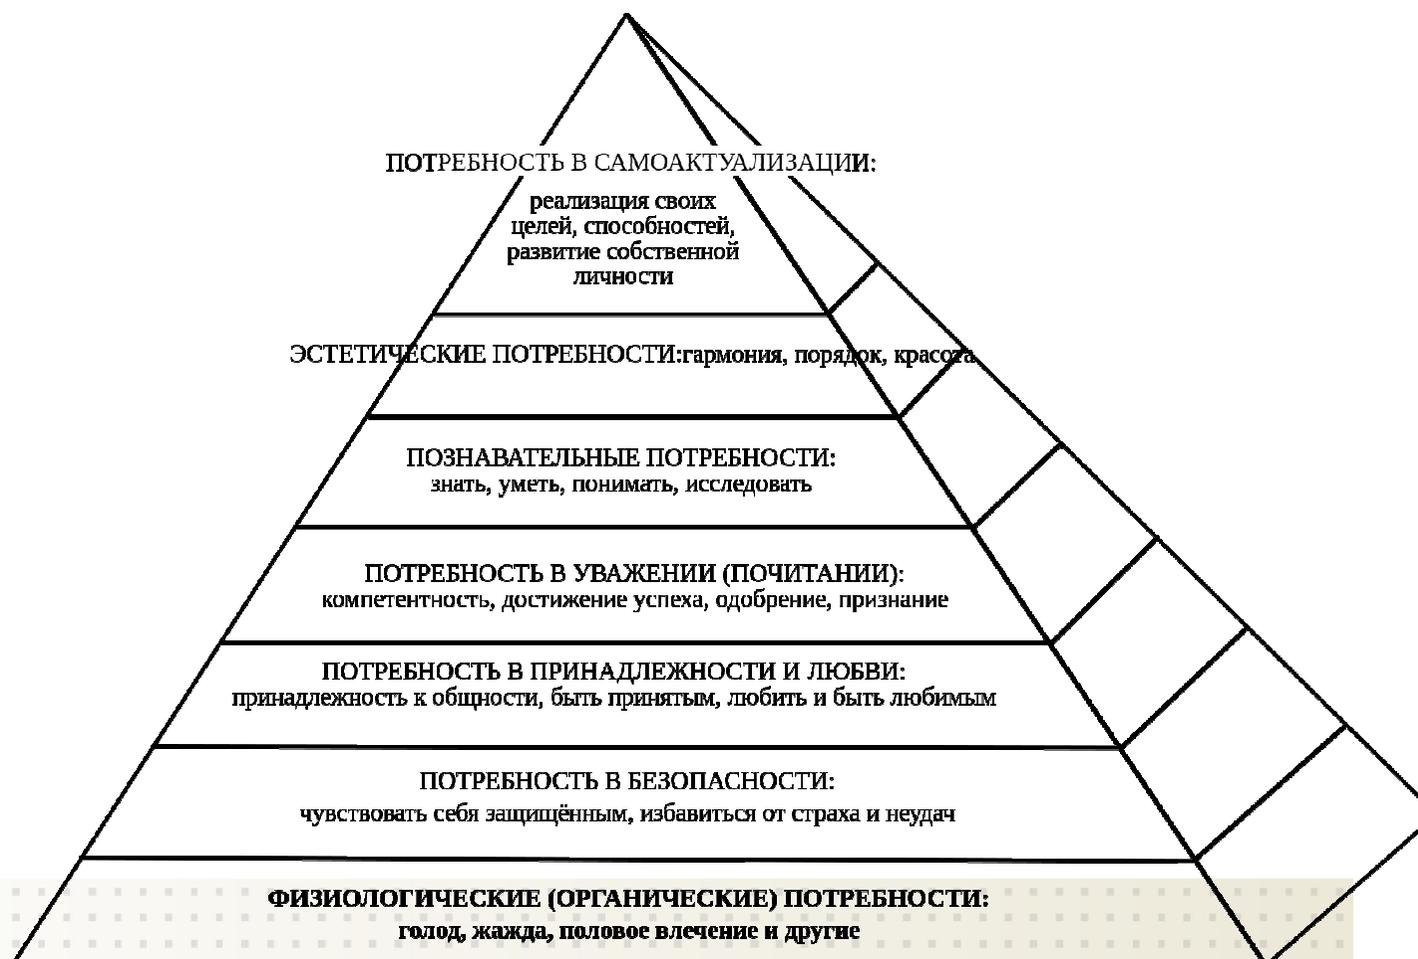 ПОТРЕБНОСТЬ В САМОАКТУАЛИЗАЦИИ:
реализация своих
целей, способностей,
развитие собственной
личности
ЭСТЕТИЧЕСКИЕ ПОТРЕБНОСТИ:гармония, порядок, красота
ПОЗНАВАТЕЛЬНЫЕ ПОТРЕБНОСТИ:
знать, уметь, понимать, исследовать
ПОТРЕБНОСТЬ В УВАЖЕНИИ (ПОЧИТАНИИ):
компетентность, достижение успеха, одобрение, признание
ПОТРЕБНОСТЬ В ПРИНАДЛЕЖНОСТИ И ЛЮБВИ:
принадлежность к общности, быть принятым, любить и быть любимым
ПОТРЕБНОСТЬ В БЕЗОПАСНОСТИ:
чувствовать себя защищённым, избавиться от страха и неудач
ФИЗИОЛОГИЧЕСКИЕ (ОРГАНИЧЕСКИЕ) ПОТРЕБНОСТИ:
голод, жажда, половое влечение и другие